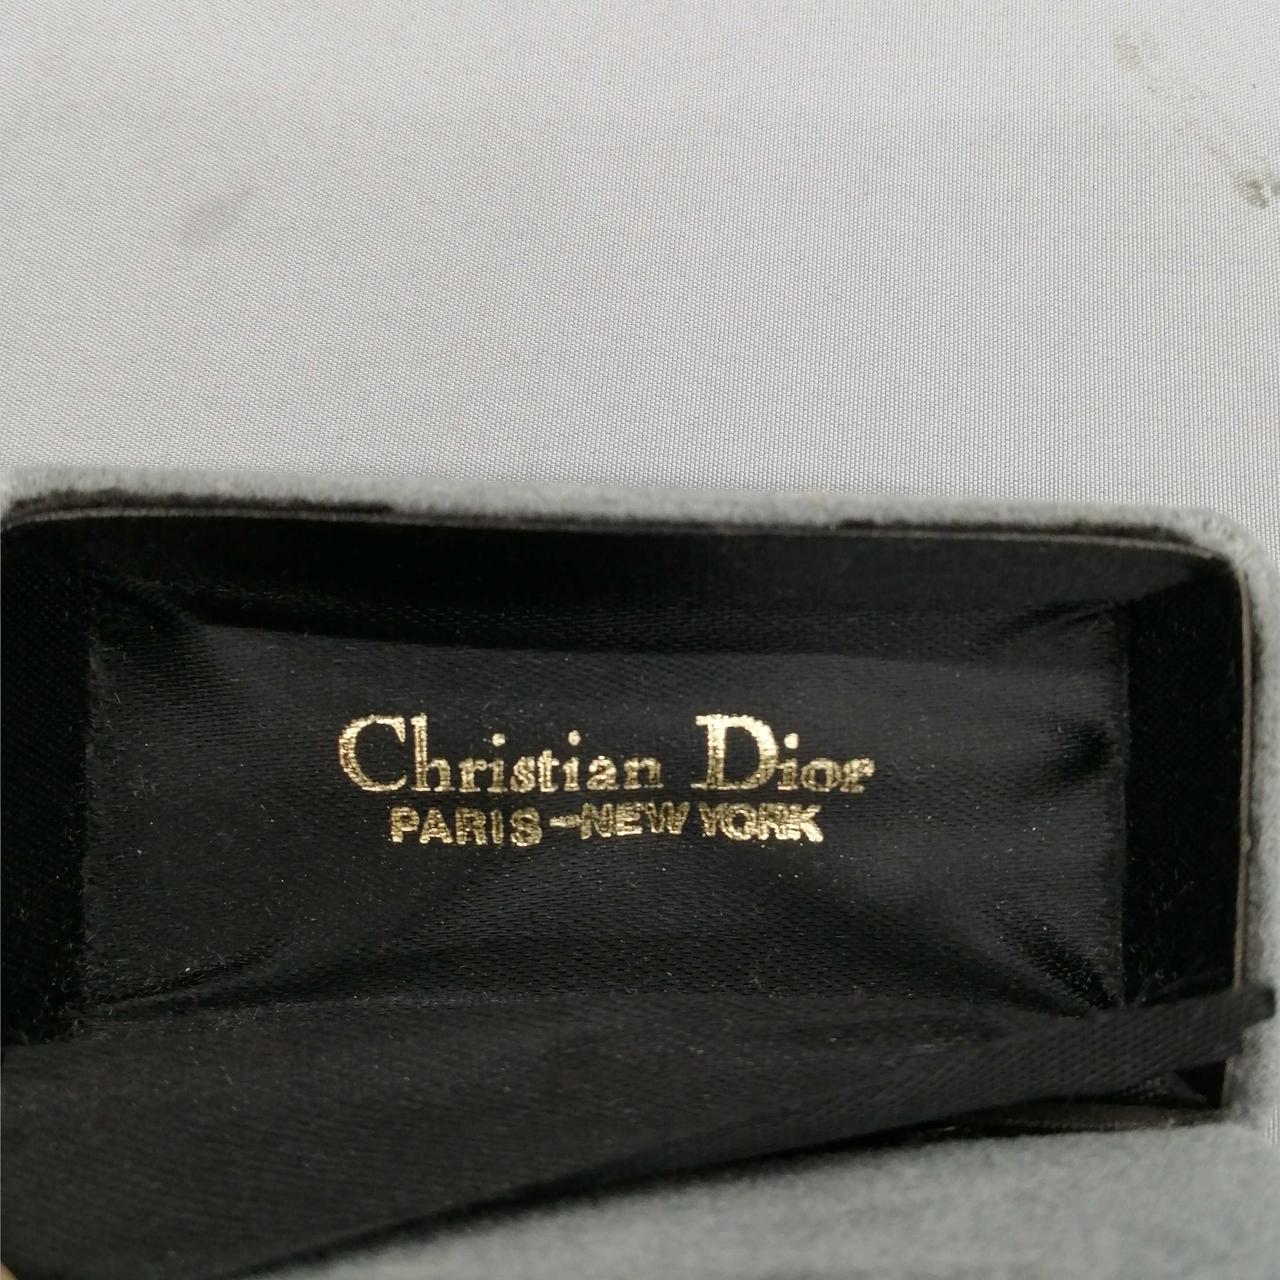 Christian Dior
PARIS-NEW YORK